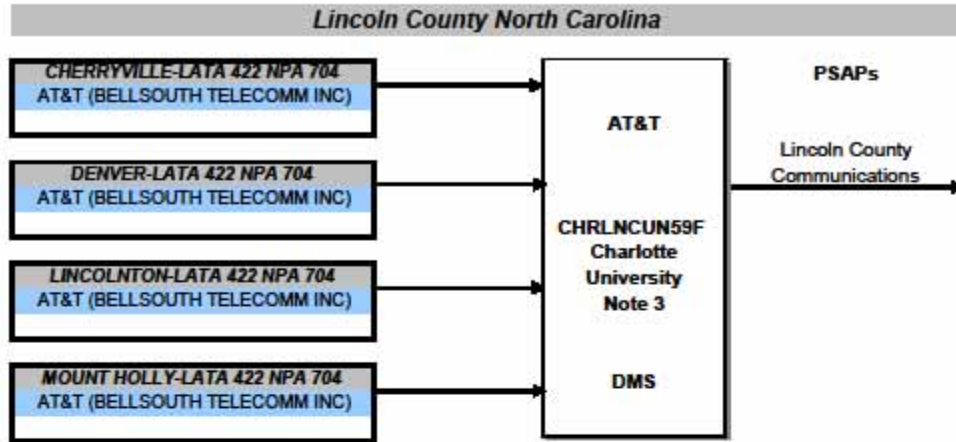 Lincoln County North Carolina
CHERRYVILLE-LATA 422 NPA 704
AT&T (BELLSOUTH TELECOMM INC)
DENVER-LATA 422 NPA 704
AT&T (BELLSOUTH TELECOMM INC)
LINCOLNTON-LATA 422 NPA 704
AT&T (BELLSOUTH TELECOMM INC)
MOUNT HOLLY-LATA 422 NPA 704
AT&T (BELLSOUTH TELECOMM INC)
AT&T
CHRLNCUN59F
Charlotte
University
Note 3
DMS
PSAPs
Lincoln County
Communications